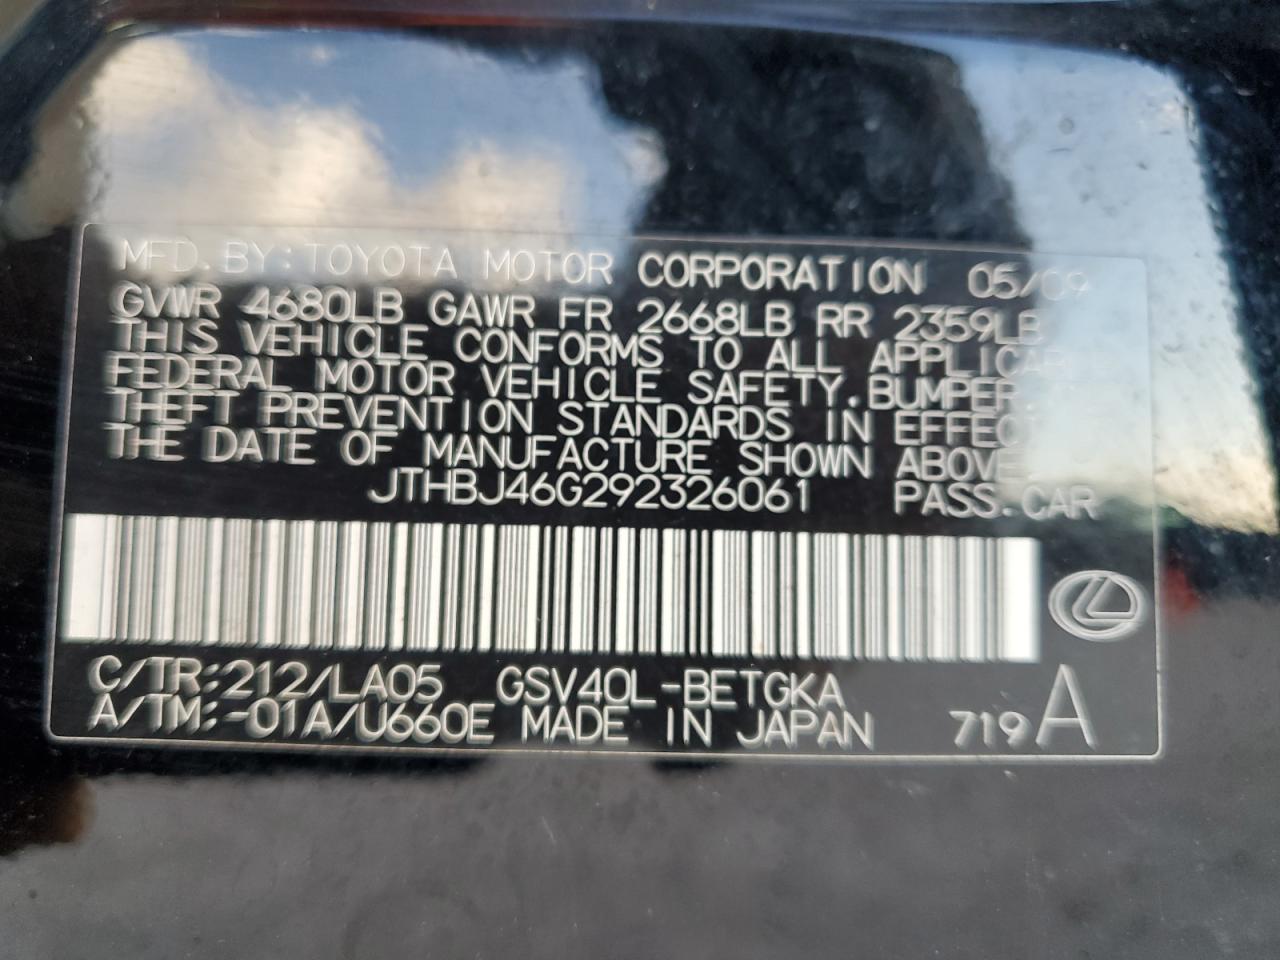 MFD. BY: TOYOTA MOTOR CORPORATION 05/09
GVWR 4680LB GAWR FR 2668LB RR 2359LB
THIS VEHICLE CONFORMS TO ALL
FEDERAL MOTOR VEHICLE SAFETY. BUMPER.
THEFT PREVENTION STANDARDS IN
THE DATE OF MANUFACTURE SHOWN ABOVE.
JTHBJ46G292326061 PASS. CAR
C/TR:212/LA05 GSV40L-BETGKA
A/TM:-01A/U660E MADE IN JAPAN 719A